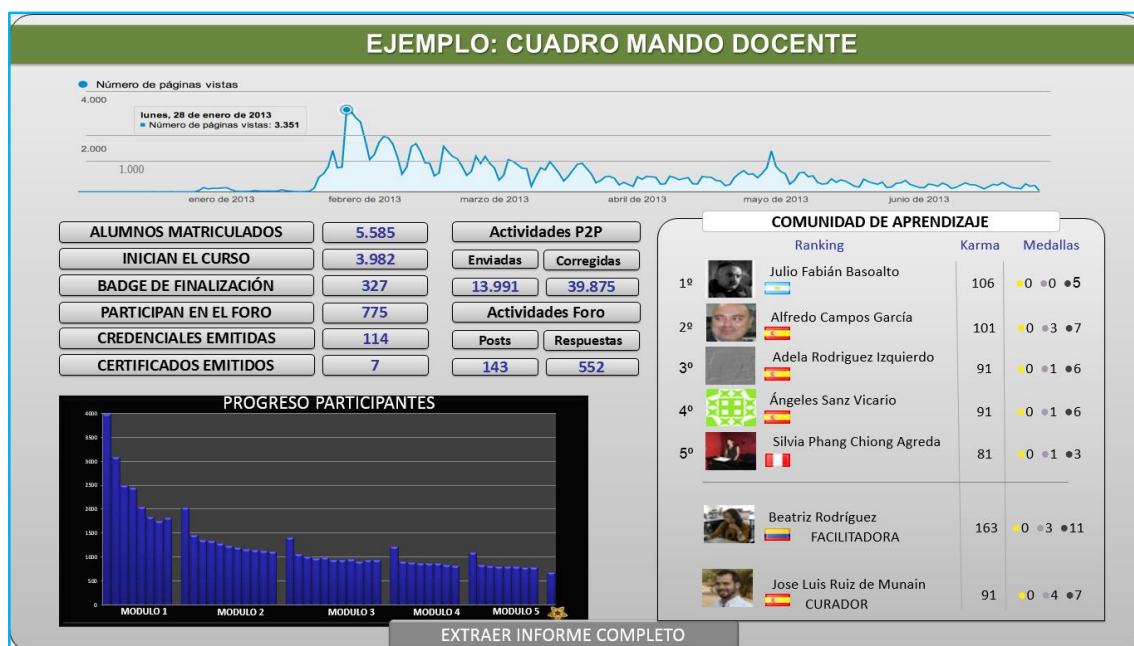 EJEMPLO: CUADRO MANDO DOCENTE
Número de páginas vistas
4.000
lunes, 28 de enero de 2013
Número de páginas vistas: 3.351
2.000
1.000
enero de 2013 febrero de 2013 marzo de 2013 abril de 2013 mayo de 2013 junio de 2013
ALUMNOS MATRICULADOS 5.585
INICIAN EL CURSO 3.982
BADGE DE FINALIZACIÓN 327
PARTICIPAN EN EL FORO 775
CREDENCIALES EMITIDAS 114
CERTIFICADOS EMITIDOS 7
Actividades P2P
Enviadas Corregidas
13.991 39.875
Actividades Foro
Posts Respuestas
143 552
COMUNIDAD DE APRENDIZAJE
Ranking Karma Medallas
1º Julio Fabián Basoalto 106 0 0 5
2º Alfredo Campos García 101 0 3 7
3º Adela Rodriguez Izquierdo 91 0 1 6
4º Ángeles Sanz Vicario 91 0 1 6
5º Silvia Phang Chiong Agreda 81 0 1 3
Beatriz Rodríguez
FACILITADORA 163 0 3 11
Jose Luis Ruiz de Munain
CURADOR 91 0 4 7
PROGRESO PARTICIPANTES
4000
3500
3000
2500
2000
1500
1000
500
0
MODULO 1 MODULO 2 MODULO 3 MODULO 4 MODULO 5
EXTRAER INFORME COMPLETO